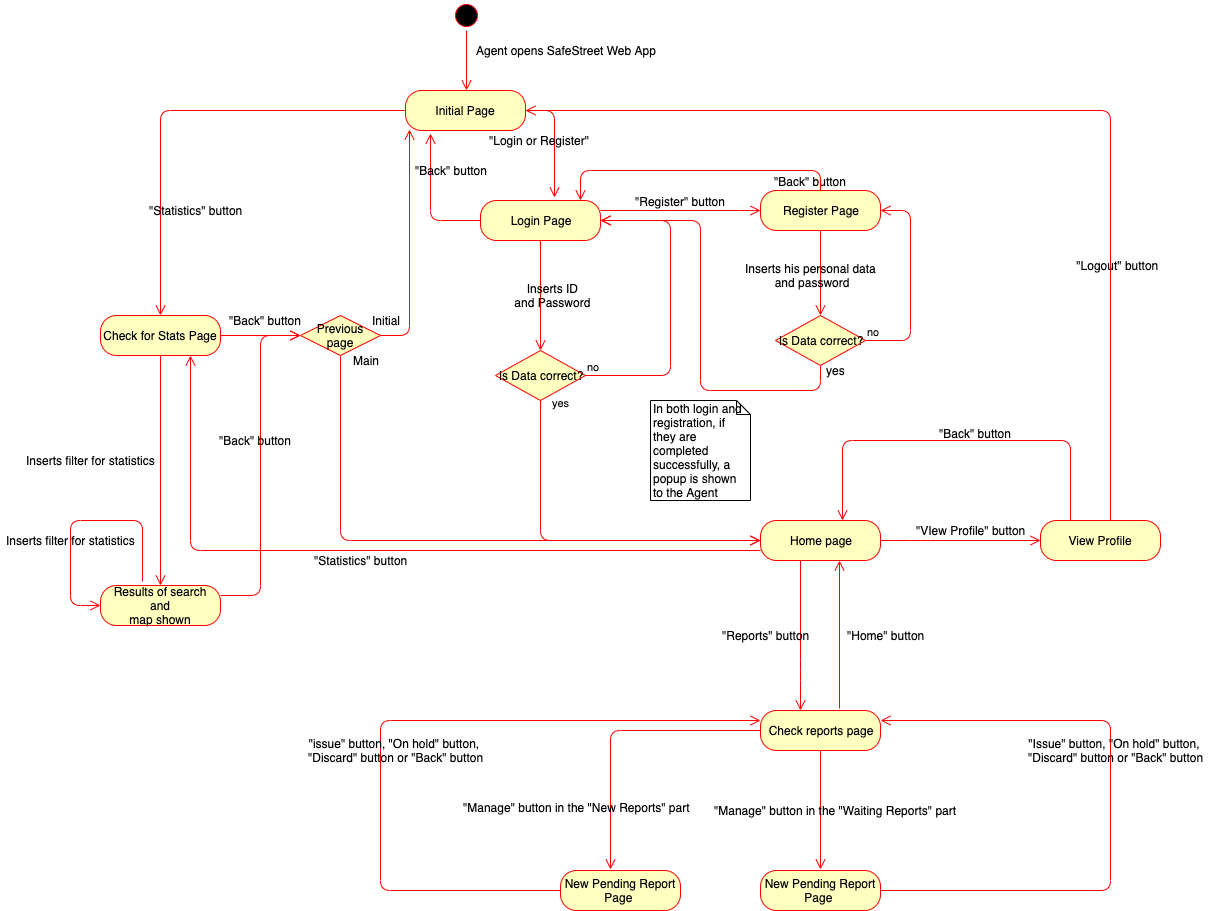 Agent opens SafeStreet Web App
Initial Page
"Login or Register"
"Back" button
"Back" button
"Statistics" button
"Register" button
Login Page
Register Page
"Logout" button
Inserts his personal data
and password
Inserts ID
and Password
"Back" button
Initial
Check for Stats Page
Previous
page
Main
no
Is Data correct?
yes
no
Is Data correct?
yes
In both login and
registration, if
they are
completed
successfully, a
popup is shown
to the Agent
"Back" button
"Back" button
Inserts filter for statistics
Inserts filter for statistics
Home page
"VIew Profile" button
View Profile
"Statistics" button
Results of search
and
map shown
"Reports" button
"Home" button
Check reports page
"issue" button, "On hold" button,
"Discard" button or "Back" button
"Issue" button, "On hold" button,
"Discard" button or "Back" button
"Manage" button in the "New Reports" part
"Manage" button in the "Waiting Reports" part
New Pending Report
Page
New Pending Report
Page